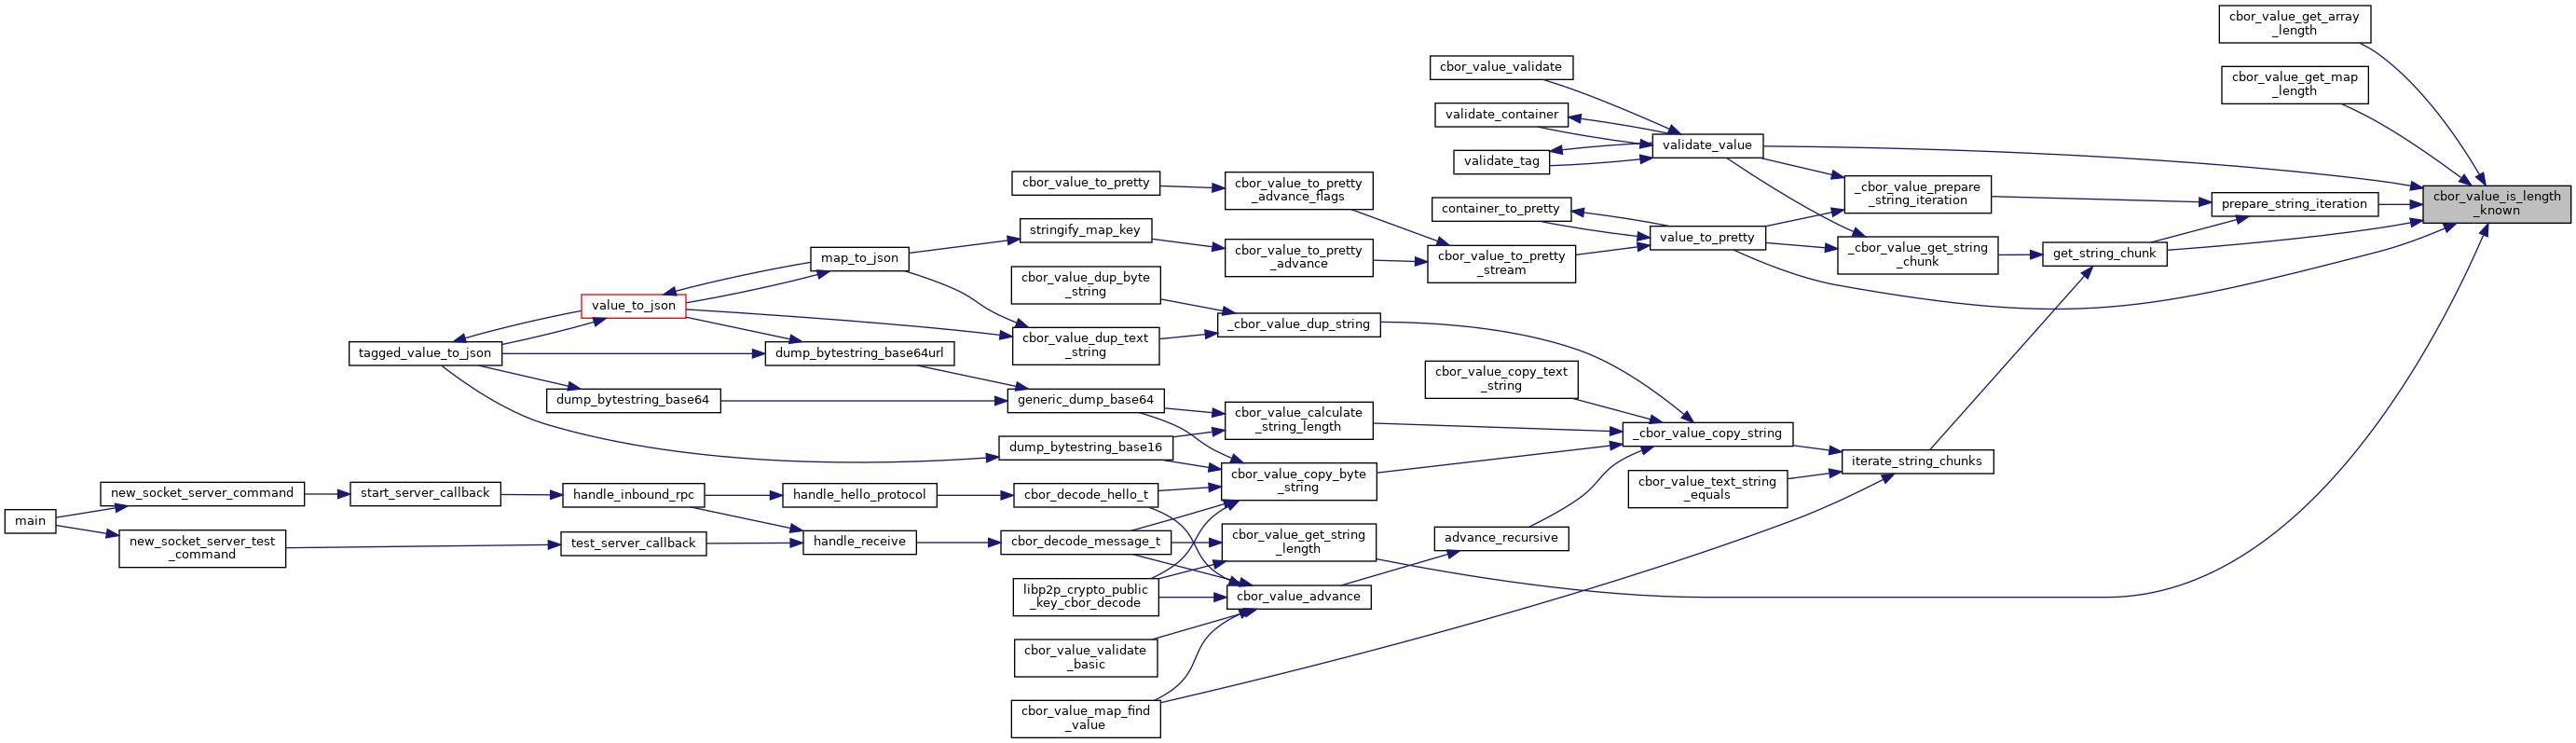 cbor_value_get_array
_length
cbor_value_validate
cbor_value_get_map
_length
validate_container
validate_value
validate_tag
cbor_value_to_pretty
cbor_value_to_pretty
_advance_flags
_cbor_value_prepare
_string_iteration
cbor_value_is_length
_known
container_to_pretty
prepare_string_iteration
stringify_map_key
value_to_pretty
map_to_json
cbor_value_to_pretty
_advance
cbor_value_to_pretty
_stream
_cbor_value_get_string
_chunk
get_string_chunk
cbor_value_dup_byte
_string
value_to_json
_cbor_value_dup_string
tagged_value_to_json
dump_bytestring_base64url
cbor_value_dup_text
_string
cbor_value_copy_text
_string
dump_bytestring_base64
generic_dump_base64
cbor_value_calculate
_string_length
_cbor_value_copy_string
dump_bytestring_base16
iterate_string_chunks
cbor_value_copy_byte
_string
cbor_value_text_string
_equals
new_socket_server_command
start_server_callback
handle_inbound_rpc
handle_hello_protocol
cbor_decode_hello_t
main
new_socket_server_test
_command
test_server_callback
handle_receive
cbor_decode_message_t
cbor_value_get_string
_length
advance_recursive
libp2p_crypto_public
_key_cbor_decode
cbor_value_advance
cbor_value_validate
_basic
cbor_value_map_find
_value